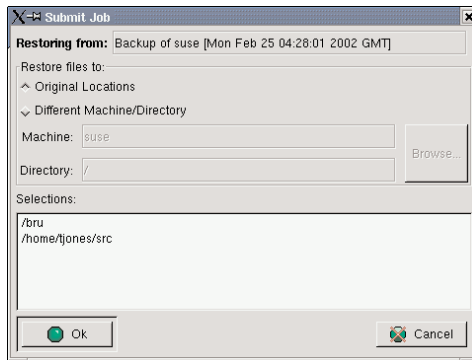 Submit Job
Restoring from: Backup of suse [Mon Feb 25 04:28:01 2002 GMT]
Restore files to:
Original Locations
Different Machine/Directory
Machine: suse
Browse...
Directory: /
Selections:
/bru
/home/tjones/src
Ok
Cancel